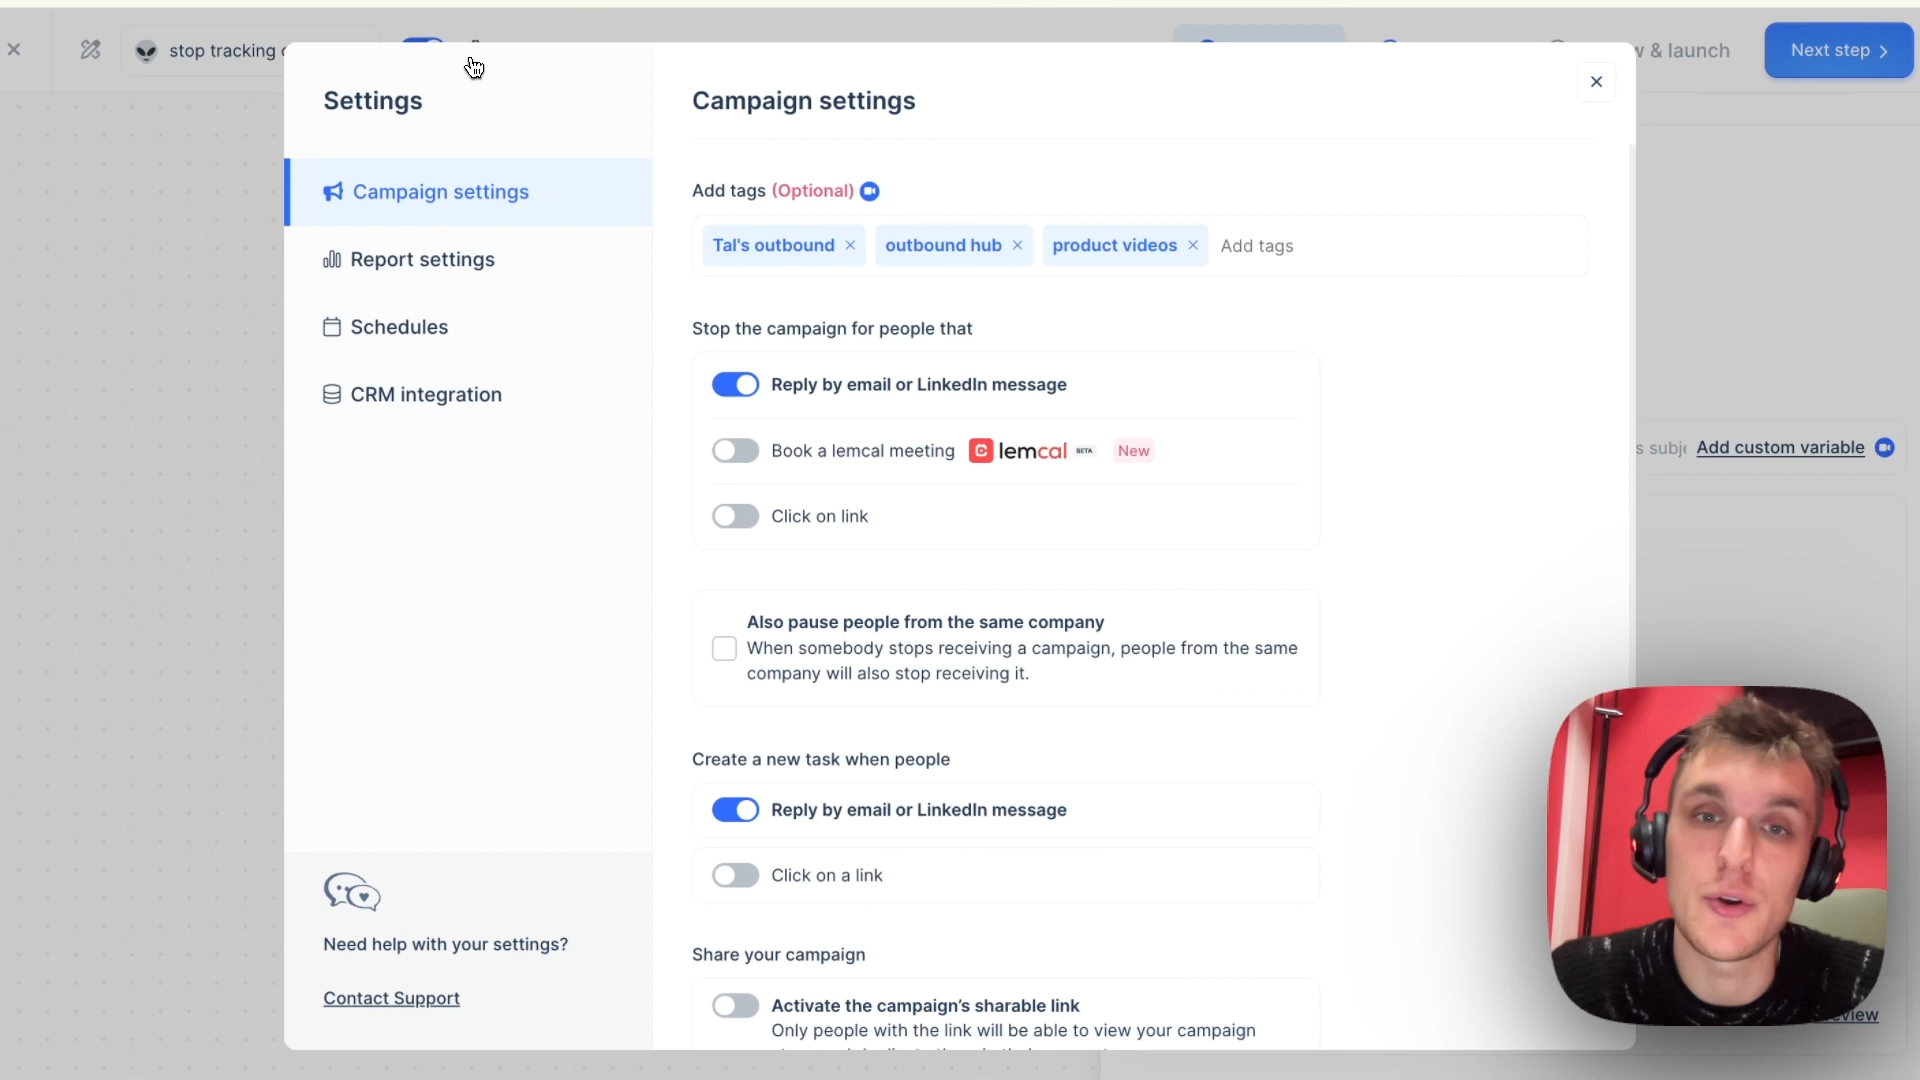 stop tracking
w & launch
Next step
Settings
Campaign settings
Campaign settings
Report settings
Schedules
CRM integration
Add tags (Optional)
Tal's outbound
outbound hub
product videos
Add tags
Stop the campaign for people that
Reply by email or LinkedIn message
Book a lemcal meeting lemcal BETA New
Click on link
s subje Add custom variable
Also pause people from the same company
When somebody stops receiving a campaign, people from the same
company will also stop receiving it.
Create a new task when people
Reply by email or LinkedIn message
Click on a link
Need help with your settings?
Contact Support
Share your campaign
Activate the campaign's sharable link
Only people with the link will be able to view your campaign